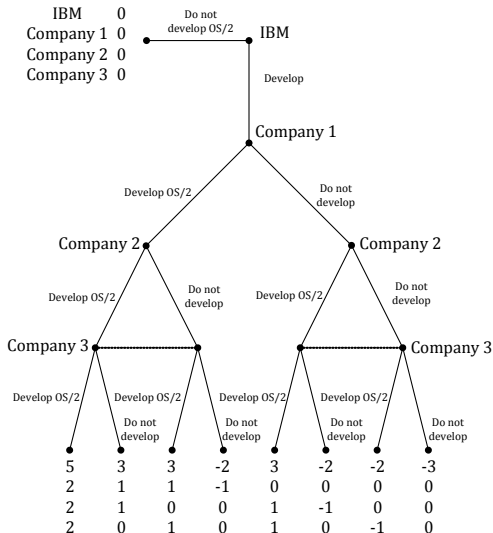 IBM 0
Company 1 0
Company 2 0
Company 3 0
Do not
develop OS/2
IBM
Develop
Company 1
Develop OS/2
Do not
develop
Company 2
Company 2
Develop OS/2
Do not
develop
Develop OS/2
Do not
develop
Company 3
Company 3
Develop OS/2
Develop OS/2
Develop OS/2
Develop OS/2
Do not
develop
Do not
develop
Do not
develop
Do not
develop
5 3 3 -2 3 -2 -2 -3
2 1 1 -1 0 0 0 0
2 1 0 0 1 -1 0 0
2 0 1 0 1 0 -1 0